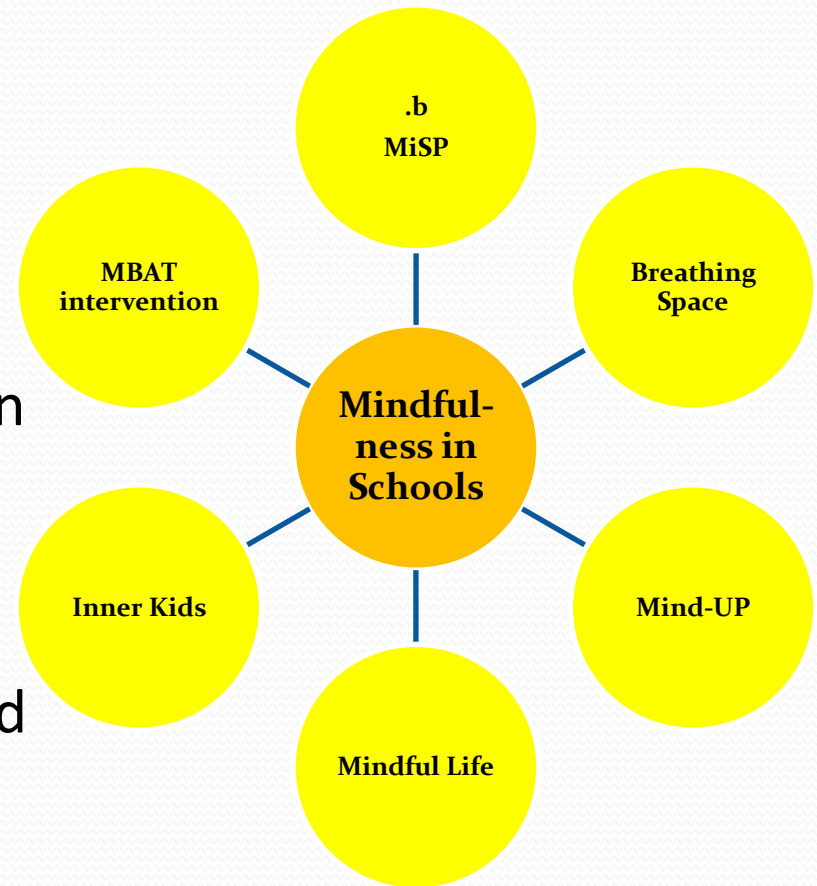 .b
MiSP
MBAT
intervention
Breathing
Space
Mindful-
ness in
Schools
Inner Kids
Mind-UP
Mindful Life
n
d